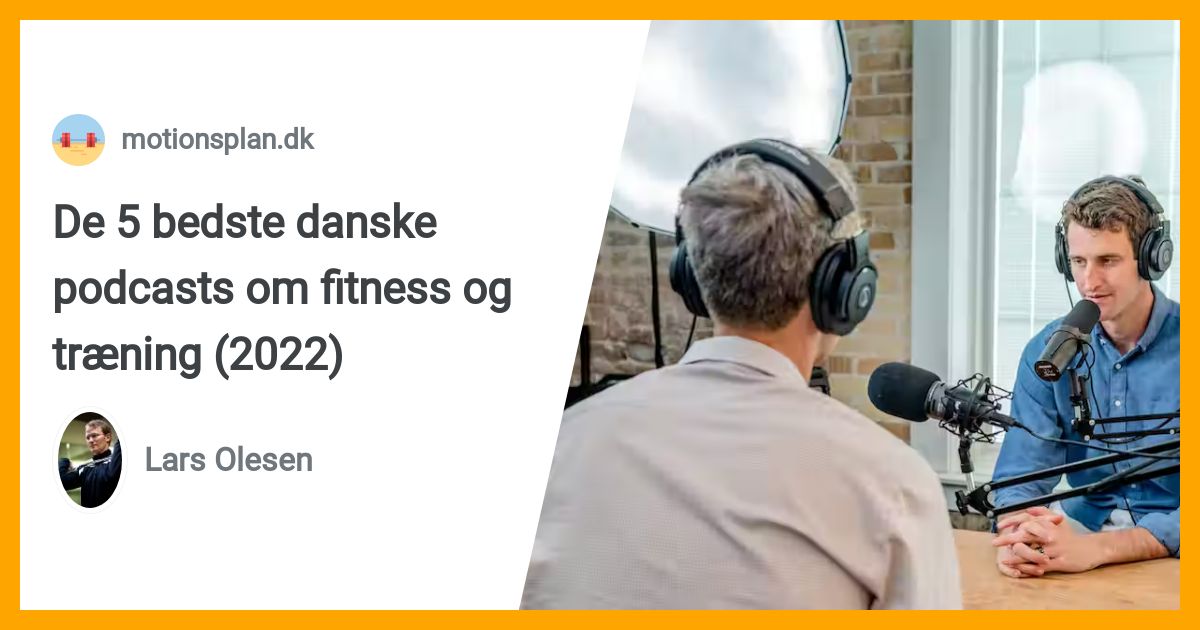 motionsplan.dk
De 5 bedste danske
podcasts om fitness og
træning (2022)
Lars Olesen